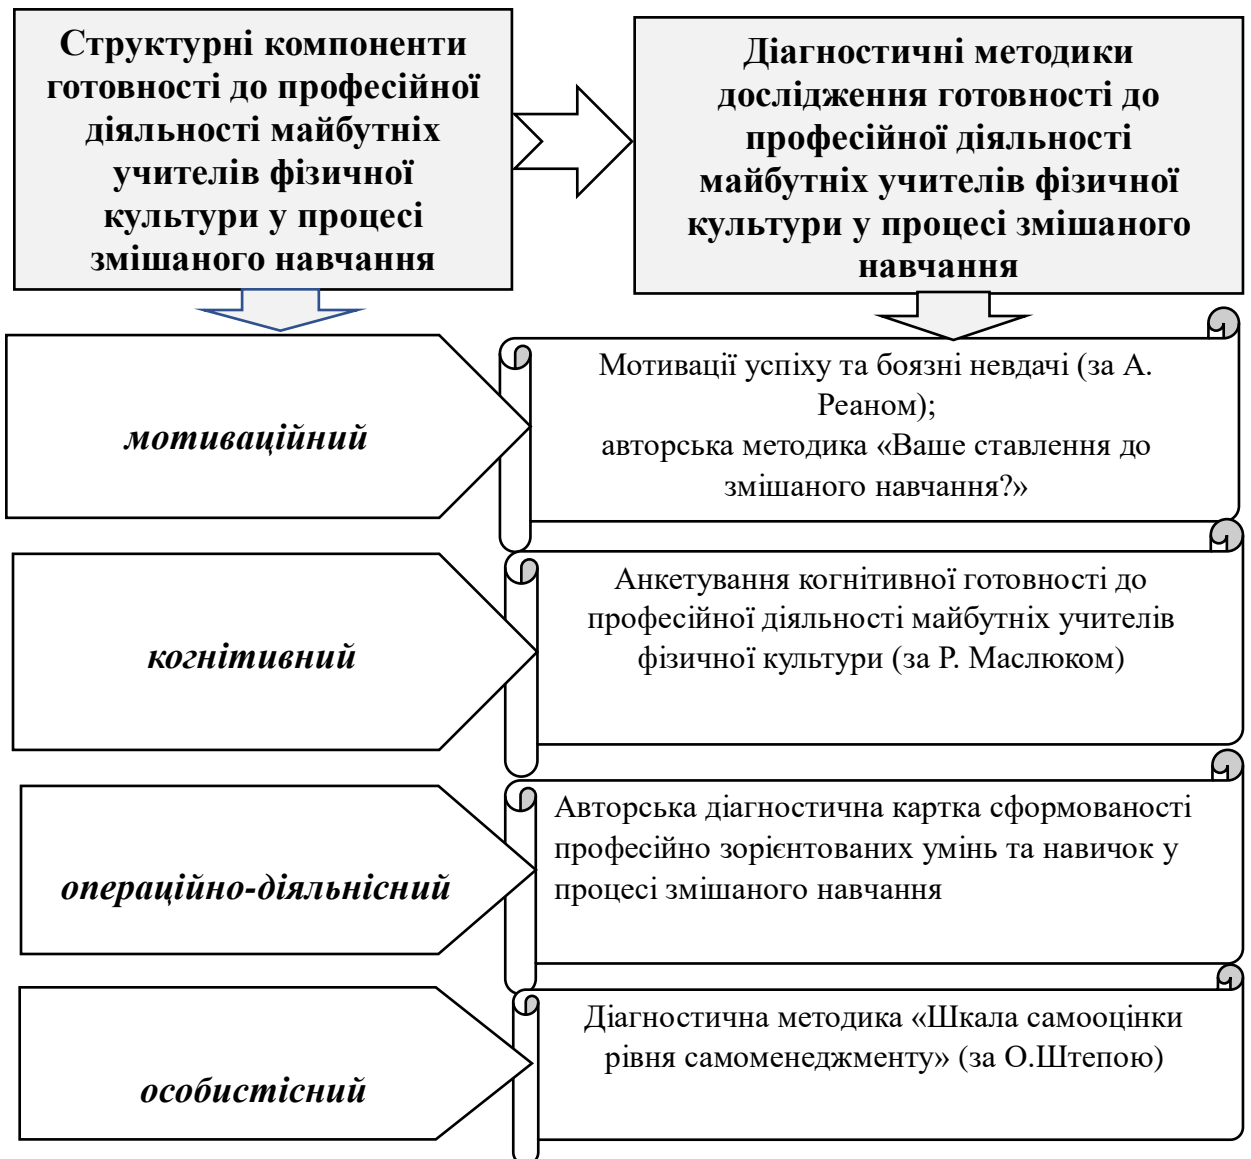 Структурні компоненти
готовності до професійної
діяльності майбутніх
учителів фізичної
культури у процесі
змішаного навчання
Діагностичні методики
дослідження готовності до
професійної діяльності
майбутніх учителів фізичної
культури у процесі змішаного
навчання
мотиваційний
Мотивації успіху та боязні невдачі (за А.
Реаном);
авторська методика «Ваше ставлення до
змішаного навчання?»
когнітивний
Анкетування когнітивної готовності до
професійної діяльності майбутніх учителів
фізичної культури (за Р. Маслюком)
операційно-діяльнісний
Авторська діагностична картка сформованості
професійно зорієнтованих умінь та навичок у
процесі змішаного навчання
особистісний
Діагностична методика «Шкала самооцінки
рівня самоменеджменту» (за О.Штепою)